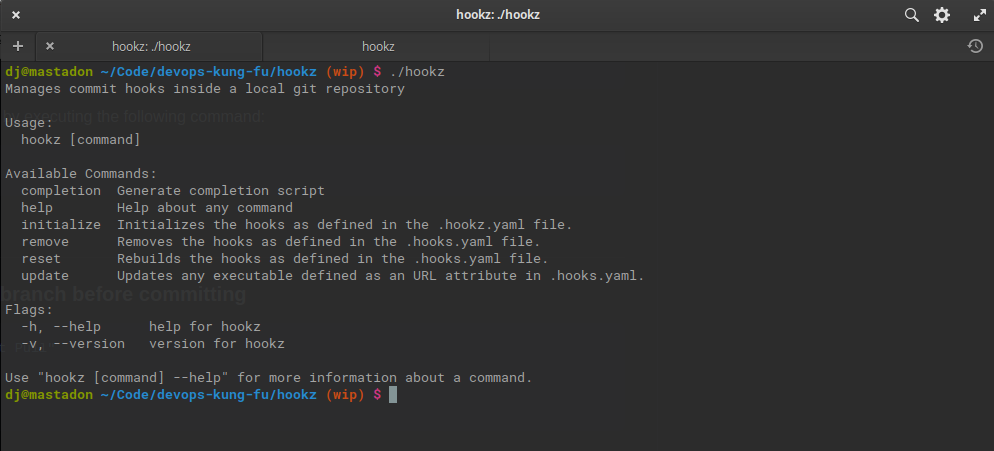 hookz: ./hookz
hookz: ./hookz
hookz
dj@mastadon ~/Code/devops-kung-fu/hookz (wip) $ ./hookz
Manages commit hooks inside a local git repository
executing the following command:
Usage:
  hookz [command]
Available Commands:
  completion  Generate completion script
  help        Help about any command
  initialize  Initializes the hooks as defined in the .hookz.yaml file.
  remove      Removes the hooks as defined in the .hooks.yaml file.
  reset       Rebuilds the hooks as defined in the .hooks.yaml file.
  update      Updates any executable defined as an URL attribute in .hooks.yaml.
branch before committing
Flags:
  -h, --help      help for hookz
  -v, --version   version for hookz
Use "hookz [command] --help" for more information about a command.
dj@mastadon ~/Code/devops-kung-fu/hookz (wip) $